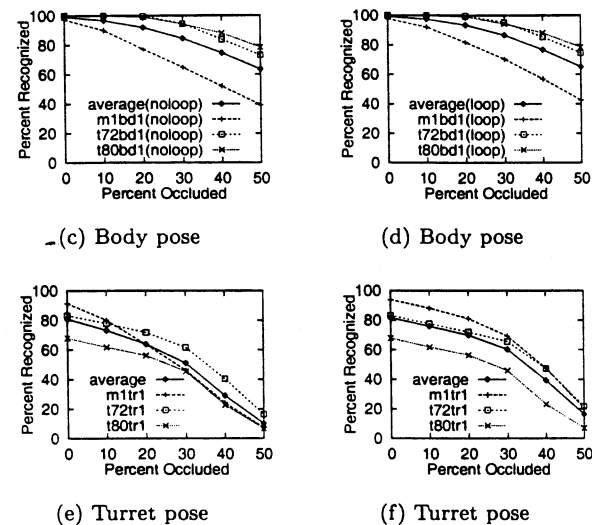 Percent Recognized
100
80
60
40
20
0
average(noloop)
m1bd1(noloop)
t72bd1(noloop)
t80bd1(noloop)
0 10 20 30 40 50
Percent Occluded
(c) Body pose
Percent Recognized
100
80
60
40
20
0
average(loop)
m1bd1(loop)
t72bd1(loop)
t80bd1(loop)
0 10 20 30 40 50
Percent Occluded
(d) Body pose
Percent Recognized
100
80
60
40
20
0
average
m1tr1
t72tr1
t80tr1
0 10 20 30 40 50
Percent Occluded
(e) Turret pose
Percent Recognized
100
80
60
40
20
0
average
m1tr1
t72tr1
t80tr1
0 10 20 30 40 50
Percent Occluded
(f) Turret pose